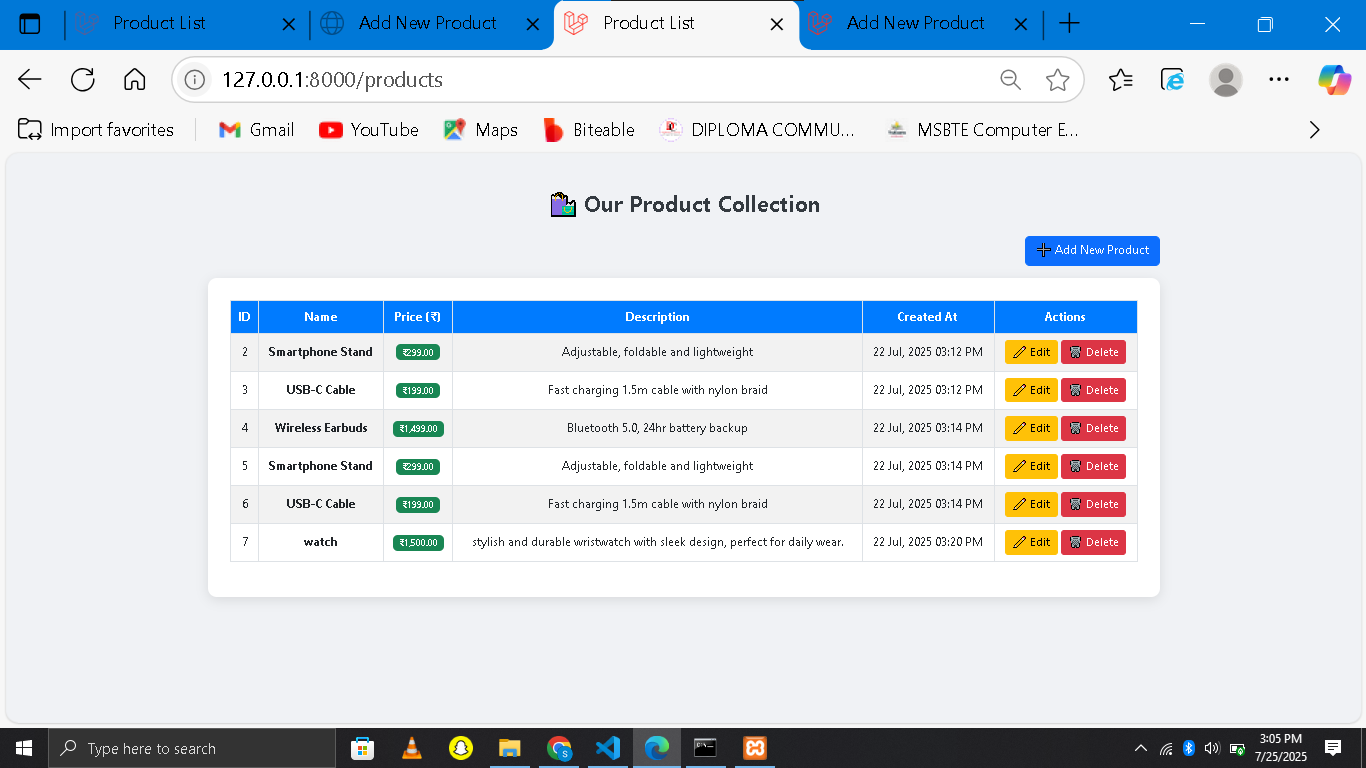 Product List
Add New Product
Product List
Add New Product
127.0.0.1:8000/products
Import favorites
Gmail
YouTube
Maps
Biteable
DIPLOMA COMMU...
MSBTE Computer E...
Our Product Collection
Add New Product
ID Name Price (₹) Description Created At Actions
2 Smartphone Stand ₹299.00 Adjustable, foldable and lightweight 22 Jul, 2025 03:12 PM Edit Delete
3 USB-C Cable ₹199.00 Fast charging 1.5m cable with nylon braid 22 Jul, 2025 03:12 PM Edit Delete
4 Wireless Earbuds ₹1,499.00 Bluetooth 5.0, 24hr battery backup 22 Jul, 2025 03:14 PM Edit Delete
5 Smartphone Stand ₹299.00 Adjustable, foldable and lightweight 22 Jul, 2025 03:14 PM Edit Delete
6 USB-C Cable ₹199.00 Fast charging 1.5m cable with nylon braid 22 Jul, 2025 03:14 PM Edit Delete
7 watch ₹1,500.00 stylish and durable wristwatch with sleek design, perfect for daily wear. 22 Jul, 2025 03:20 PM Edit Delete
Type here to search
3:05 PM
7/25/2025